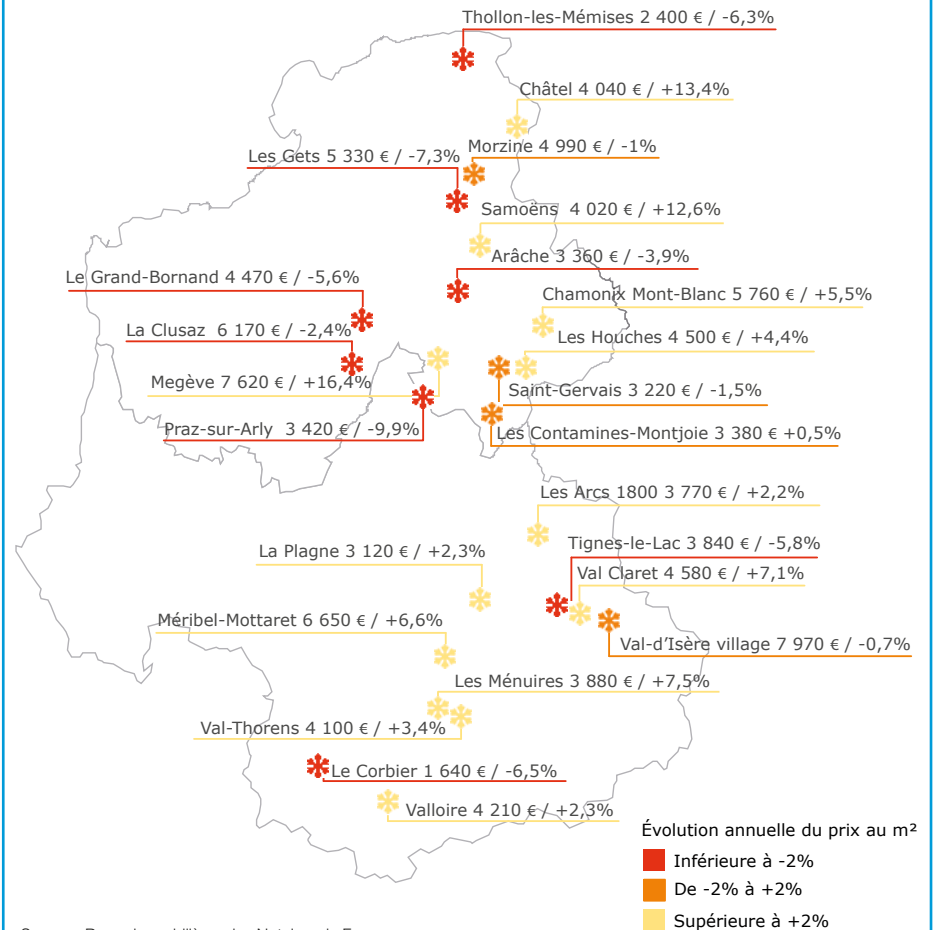 Thollon-les-Mémises 2 400 € / -6,3%
Châtel 4 040 € / +13,4%
Morzine 4 990 € / -1%
Les Gets 5 330 € / -7,3%
Samoëns 4 020 € / +12,6%
Arâche 3 360 € / -3,9%
Le Grand-Bornand 4 470 € / -5,6%
Chamonix Mont-Blanc 5 760 € / +5,5%
La Clusaz 6 170 € / -2,4%
Les Houches 4 500 € / +4,4%
Megève 7 620 € / +16,4%
Saint-Gervais 3 220 € / -1,5%
Praz-sur-Arly 3 420 € / -9,9%
Les Contamines-Montjoie 3 380 € +0,5%
Les Arcs 1800 3 770 € / +2,2%
Tignes-le-Lac 3 840 € / -5,8%
La Plagne 3 120 € / +2,3%
Val Claret 4 580 € / +7,1%
Méribel-Mottaret 6 650 € / +6,6%
Val-d'Isère village 7 970 € / -0,7%
Les Ménuires 3 880 € / +7,5%
Val-Thorens 4 100 € / +3,4%
Le Corbier 1 640 € / -6,5%
Valloire 4 210 € / +2,3%
Évolution annuelle du prix au m²
Inférieure à -2%
De -2% à +2%
Supérieure à +2%